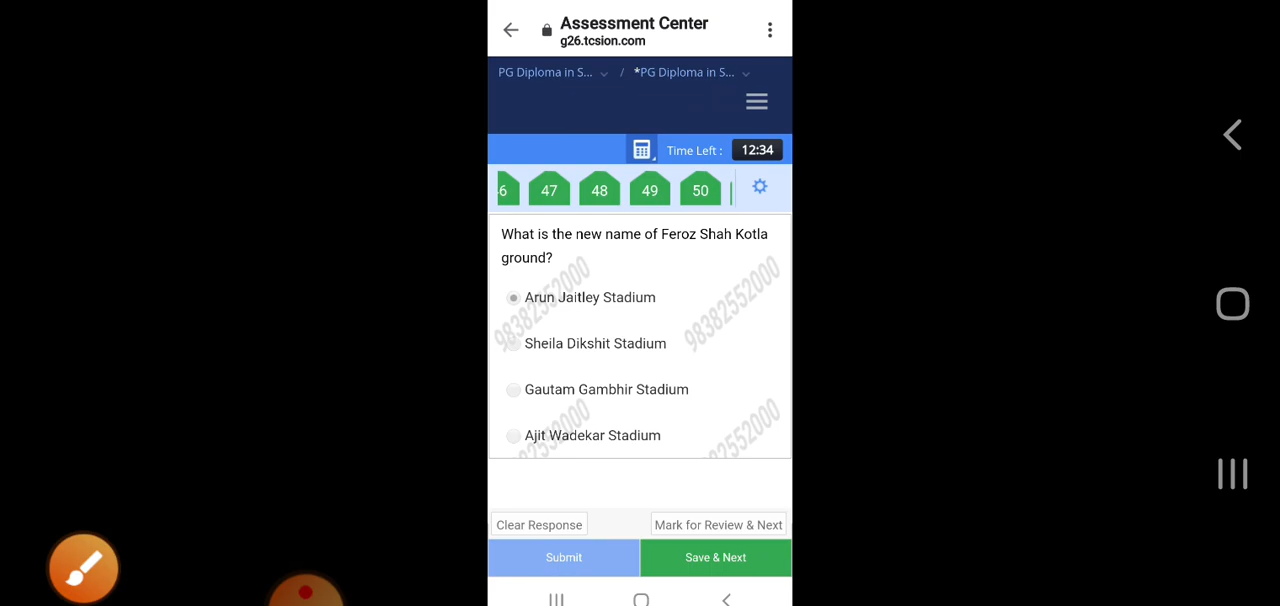 Assessment Center
g26.tcsion.com
PG Diploma in S... / *PG Diploma in S...
Time Left : 12:34
47 48 49 50
What is the new name of Feroz Shah Kotla
ground?
Arun Jaitley Stadium
Sheila Dikshit Stadium
Gautam Gambhir Stadium
Ajit Wadekar Stadium
98382552000
98382552000
Clear Response Mark for Review & Next
Submit Save & Next